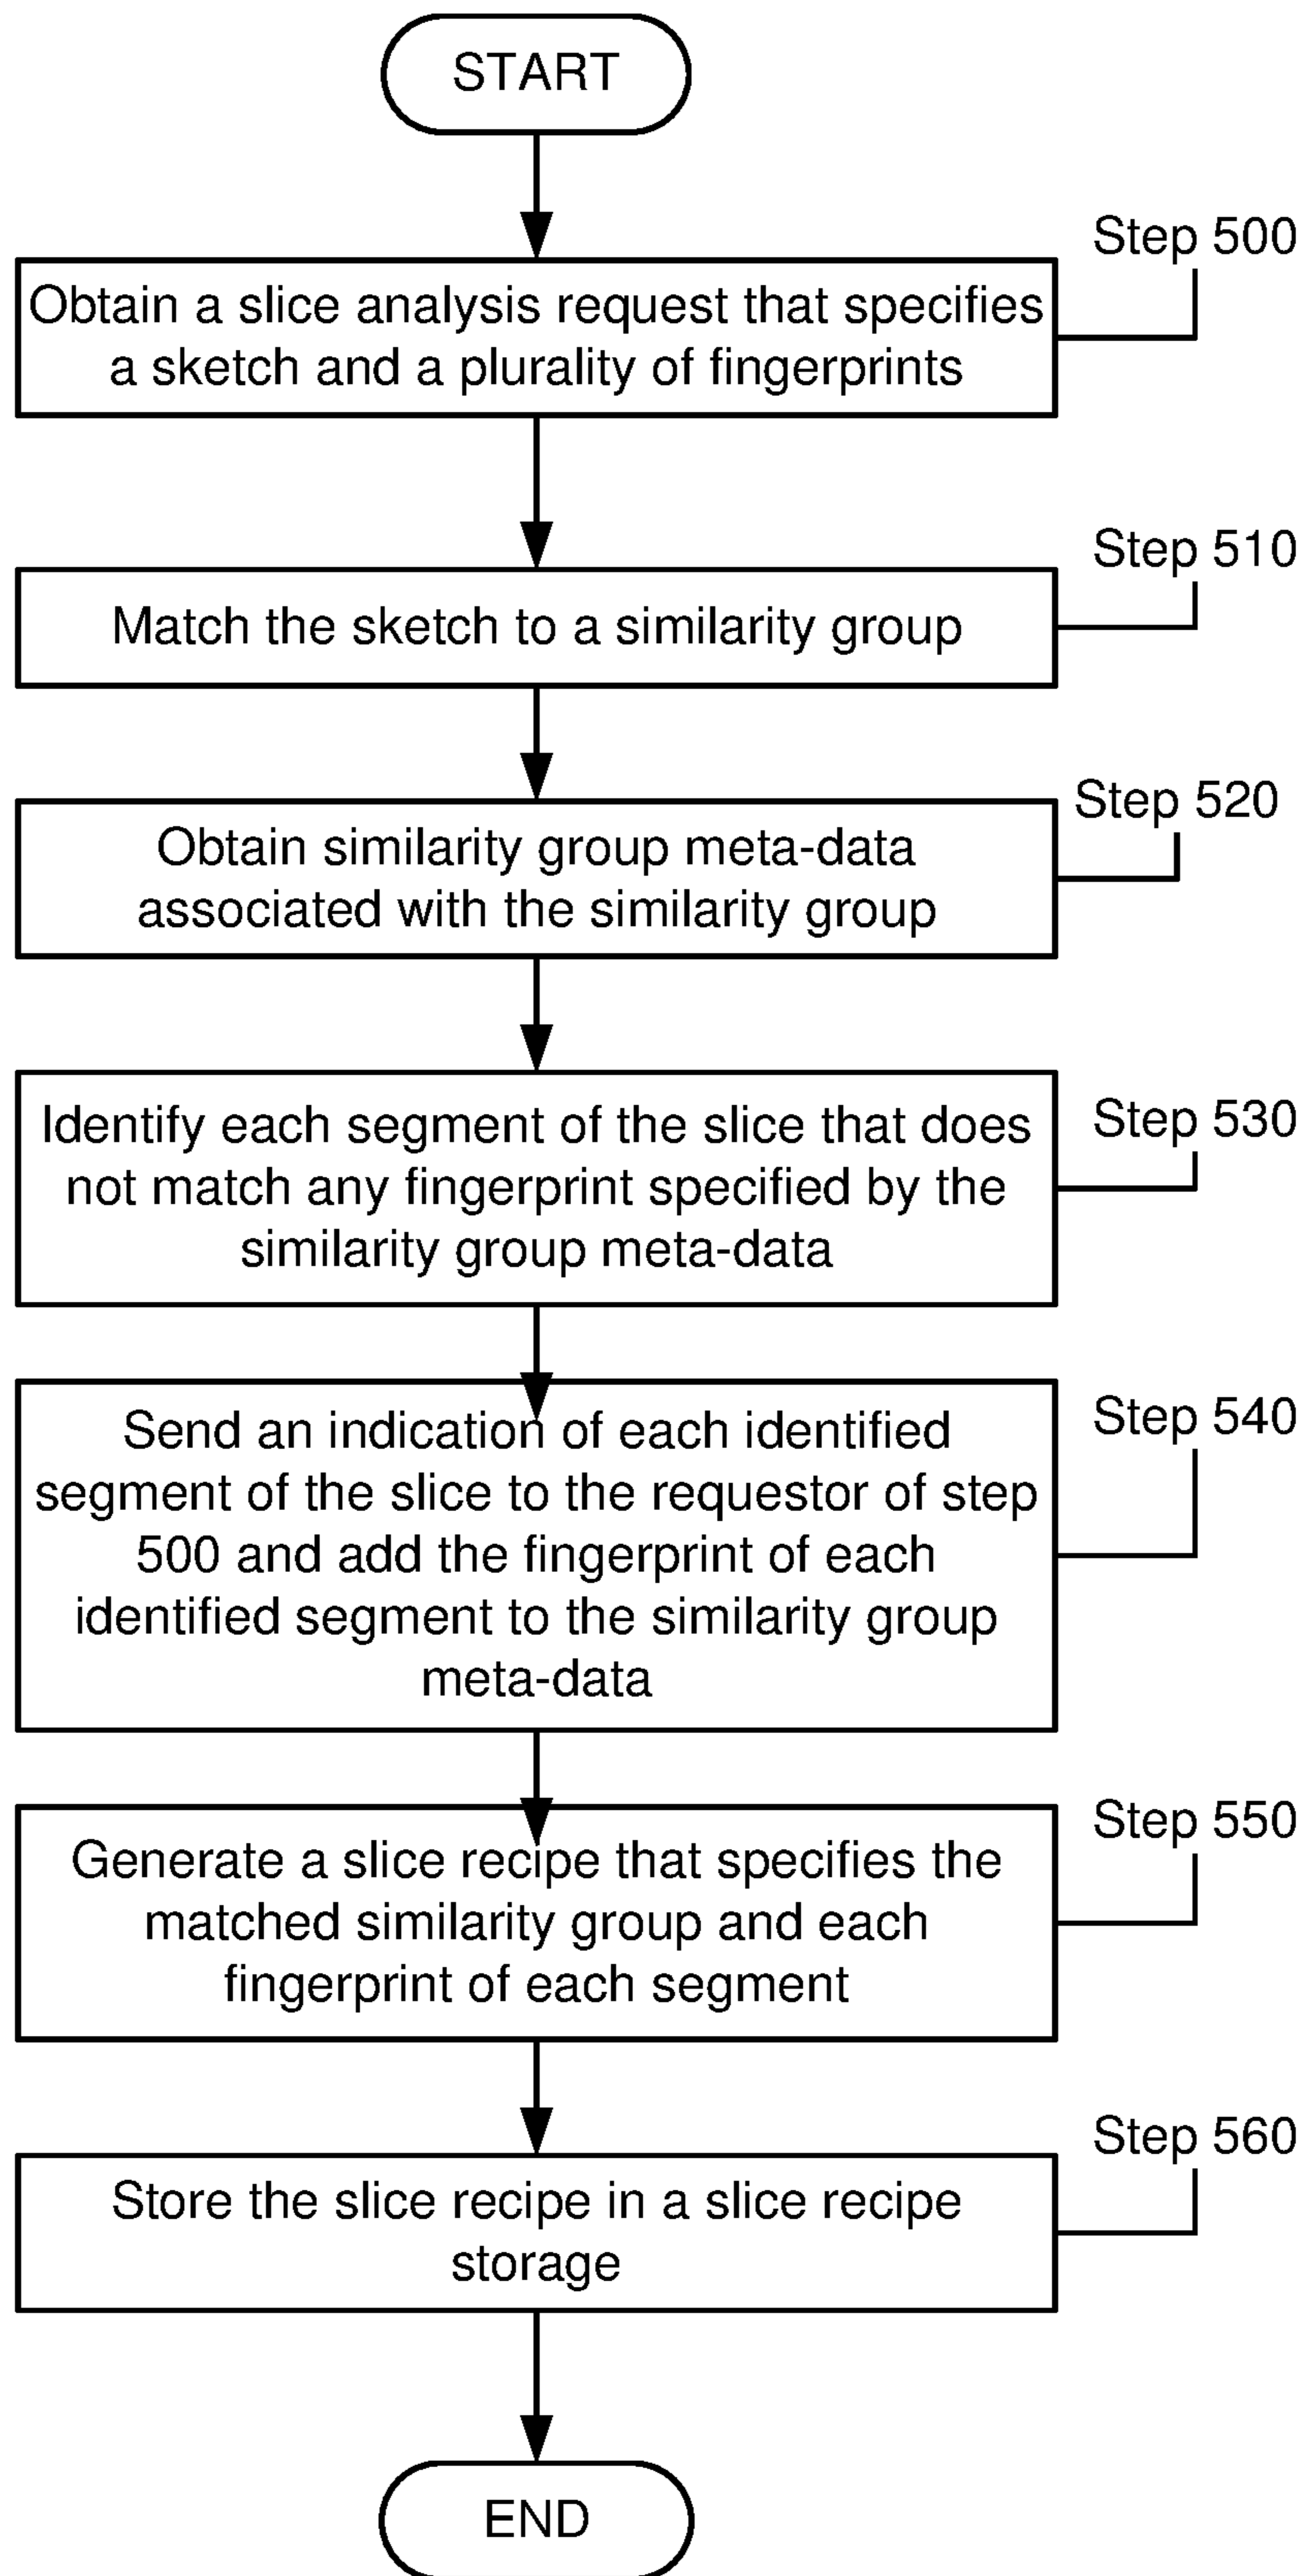 START
Step 500
Obtain a slice analysis request that specifies
a sketch and a plurality of fingerprints
Step 510
Match the sketch to a similarity group
Step 520
Obtain similarity group meta-data
associated with the similarity group
Step 530
Identify each segment of the slice that does
not match any fingerprint specified by the
similarity group meta-data
Step 540
Send an indication of each identified
segment of the slice to the requestor of step
500 and add the fingerprint of each
identified segment to the similarity group
meta-data
Step 550
Generate a slice recipe that specifies the
matched similarity group and each
fingerprint of each segment
Step 560
Store the slice recipe in a slice recipe
storage
END